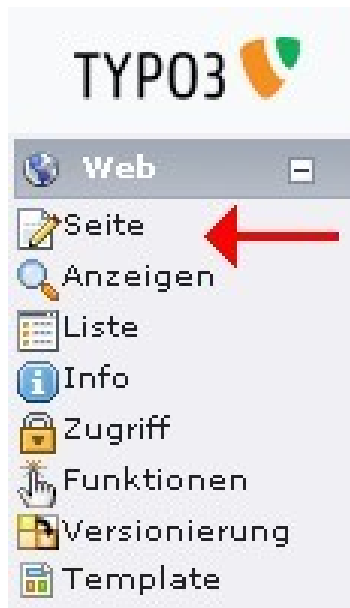 TYPO3
Web
Seite
Anzeigen
Liste
Info
Zugriff
Funktionen
Versionierung
Template